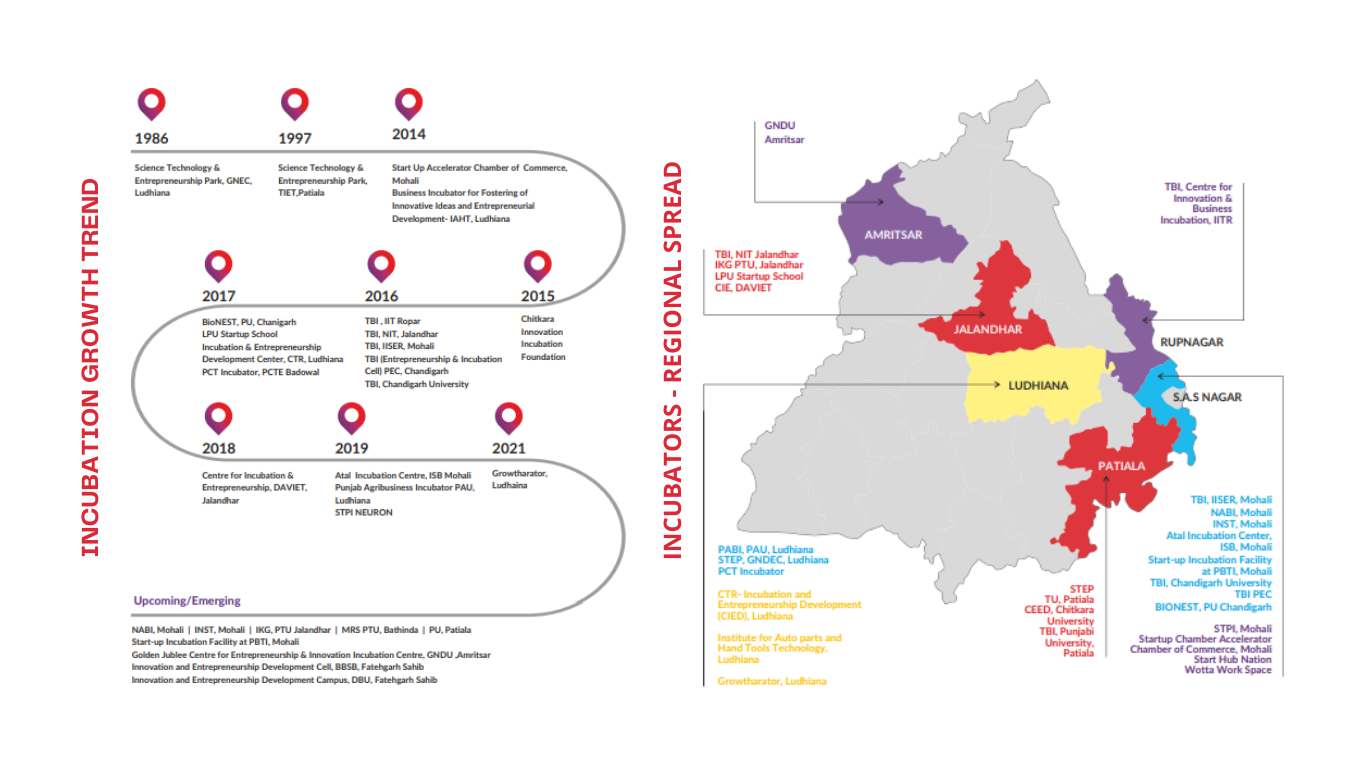 INCUBATION GROWTH TREND
1986
Science Technology &
Entrepreneurship Park, GNEC,
Ludhiana
1997
Science Technology &
Entrepreneurship Park,
TIET,Patiala
2014
Start Up Accelerator Chamber of Commerce,
Mohali
Business Incubator for Fostering of
Innovative Ideas and Entrepreneurial
Development- IAHT, Ludhiana
2017
BioNEST, PU, Chanigarh
LPU Startup School
Incubation & Entrepreneurship
Development Center, CTR, Ludhiana
PCT Incubator, PCTE Badowal
2016
TBI , IIT Ropar
TBI, NIT, Jalandhar
TBI, IISER, Mohali
TBI (Entrepreneurship & Incubation
Cell) PEC, Chandigarh
TBI, Chandigarh University
2015
Chitkara
Innovation
Incubation
Foundation
2018
Centre for Incubation &
Entrepreneurship, DAVIET,
Jalandhar
2019
Atal Incubation Centre, ISB Mohali
Punjab Agribusiness Incubator PAU,
Ludhiana
STPI NEURON
2021
Growtharator,
Ludhaina
Upcoming/Emerging
NABI, Mohali | INST, Mohali | IKG, PTU Jalandhar | MRS PTU, Bathinda | PU, Patiala
Start-up Incubation Facility at PBTI, Mohali
Golden Jublee Centre for Entrepreneurship & Innovation Incubation Centre, GNDU ,Amritsar
Innovation and Entrepreneurship Development Cell, BBSB, Fatehgarh Sahib
Innovation and Entrepreneurship Development Campus, DBU, Fatehgarh Sahib
INCUBATORS - REGIONAL SPREAD
GNDU
Amritsar
TBI, Centre for
Innovation &
Business
Incubation, IITR
AMRITSAR
TBI, NIT Jalandhar
IKG PTU, Jalandhar
LPU Startup School
CIE, DAVIET
JALANDHAR
RUPNAGAR
LUDHIANA
S.A.S NAGAR
PATIALA
PABI, PAU, Ludhiana
STEP, GNDEC, Ludhiana
PCT Incubator
CTR- Incubation and
Entrepreneurship Development
(CIED), Ludhiana
Institute for Auto parts and
Hand Tools Technology,
Ludhiana
Growtharator, Ludhiana
STEP
TU, Patiala
CEED, Chitkara
University
TBI, Punjabi
University,
Patiala
TBI, IISER, Mohali
NABI, Mohali
INST, Mohali
Atal Incubation Center,
ISB, Mohali
Start-up Incubation Facility
at PBTI, Mohali
TBI, Chandigarh University
TBI PEC
BIONEST, PU Chandigarh
STPI, Mohali
Startup Chamber Accelerator
Chamber of Commerce, Mohali
Start Hub Nation
Wotta Work Space